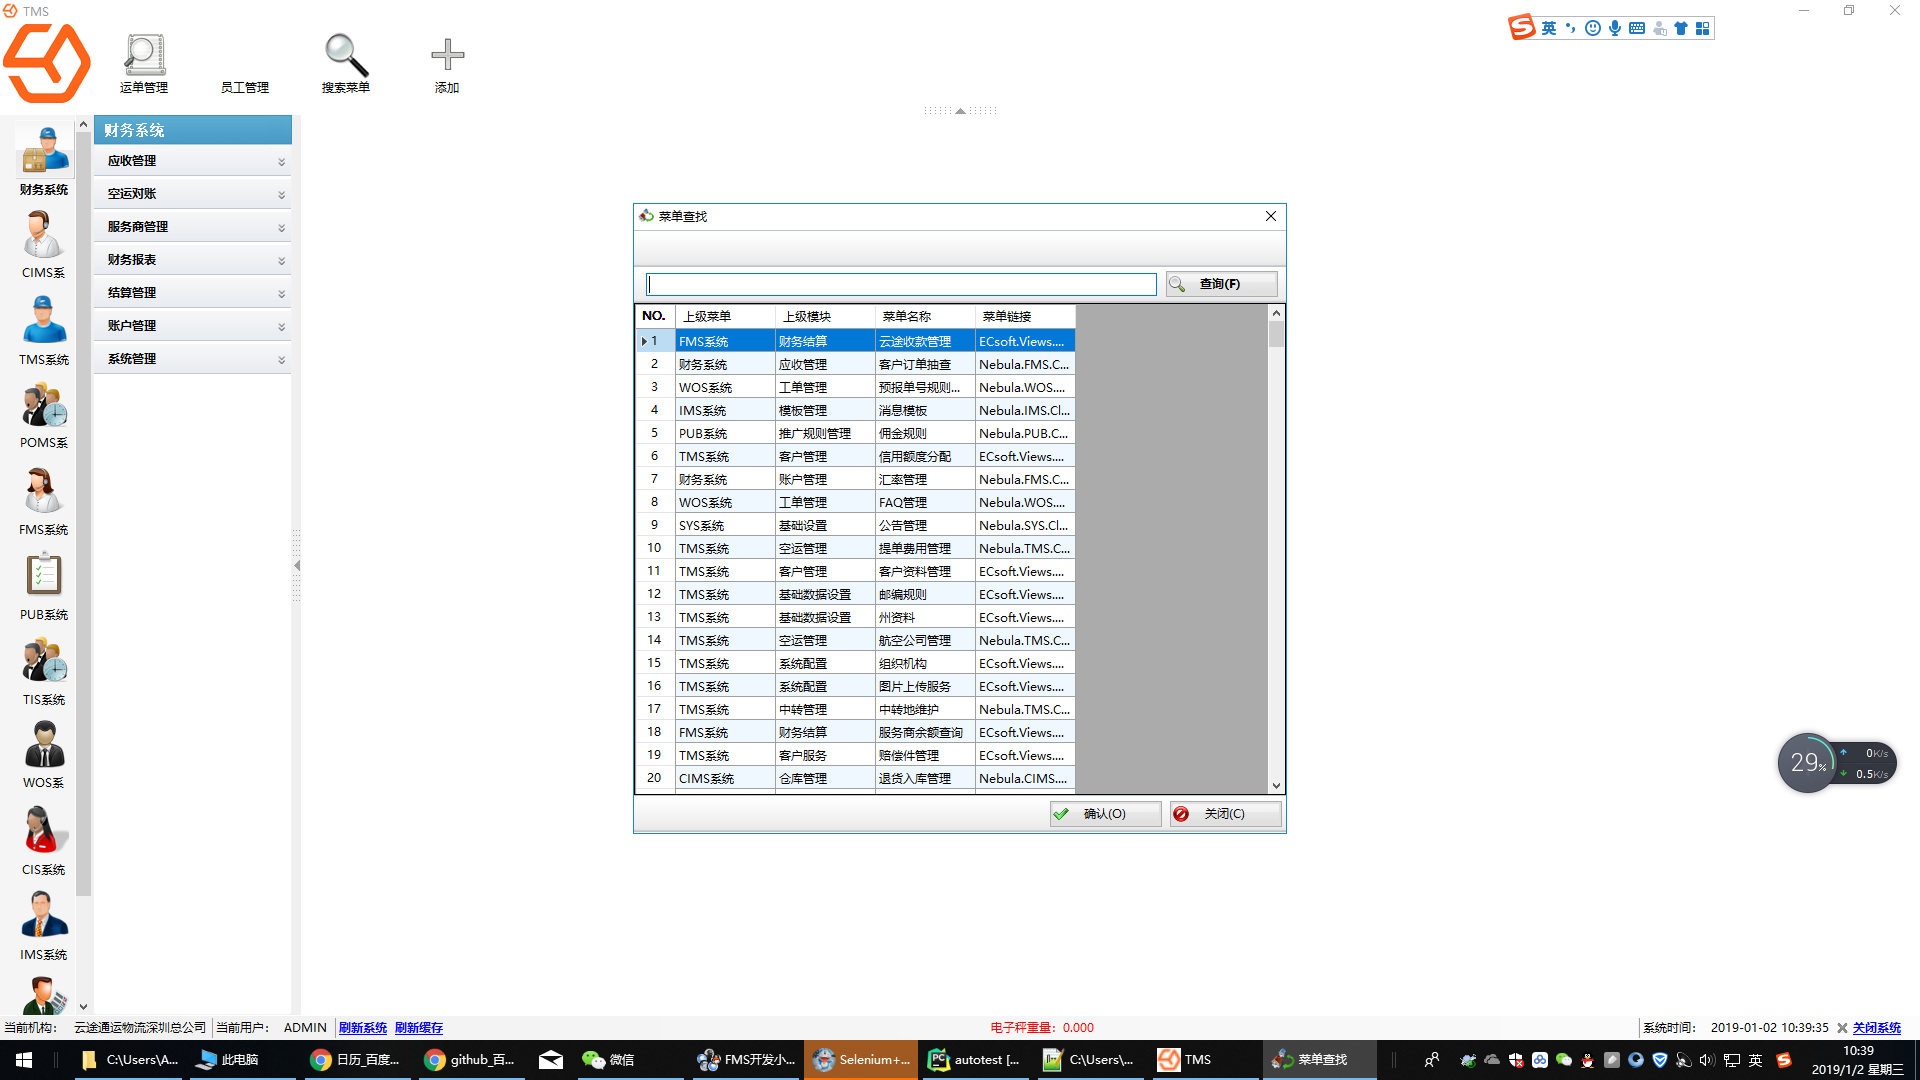 TMS
英
运单管理
员工管理
搜索菜单
添加
财务系统
CIMS系
TMS系统
POMS系
FMS系统
PUB系统
TIS系统
WOS系
CIS系统
IMS系统
财务系统
应收管理
空运对账
服务商管理
财务报表
结算管理
账户管理
系统管理
菜单查找
查询(F)
NO. 上级菜单 上级模块 菜单名称 菜单链接
1 FMS系统 财务结算 云途收款管理 ECsoft.Views....
2 财务系统 应收管理 客户订单抽查 Nebula.FMS.C...
3 WOS系统 工单管理 预报单号规则... Nebula.WOS....
4 IMS系统 模板管理 消息模板 Nebula.IMS.Cl...
5 PUB系统 推广规则管理 佣金规则 Nebula.PUB.C...
6 TMS系统 客户管理 信用额度分配 ECsoft.Views....
7 财务系统 账户管理 汇率管理 Nebula.FMS.C...
8 WOS系统 工单管理 FAQ管理 Nebula.WOS....
9 SYS系统 基础设置 公告管理 Nebula.SYS.Cl...
10 TMS系统 空运管理 提单费用管理 Nebula.TMS.C...
11 TMS系统 客户管理 客户资料管理 ECsoft.Views....
12 TMS系统 基础数据设置 邮编规则 ECsoft.Views....
13 TMS系统 基础数据设置 州资料 ECsoft.Views....
14 TMS系统 空运管理 航空公司管理 Nebula.TMS.C...
15 TMS系统 系统配置 组织机构 ECsoft.Views....
16 TMS系统 系统配置 图片上传服务 ECsoft.Views....
17 TMS系统 中转管理 中转地维护 Nebula.TMS.C...
18 FMS系统 财务结算 服务商余额查询 ECsoft.Views....
19 TMS系统 客户服务 赔偿件管理 ECsoft.Views....
20 CIMS系统 仓库管理 退货入库管理 Nebula.CIMS....
确认(O) 关闭(C)
29%
0K/s
0.5K/s
当前机构: 云途通运物流深圳总公司 当前用户: ADMIN 刷新系统 刷新缓存 电子秤重量: 0.000 系统时间: 2019-01-02 10:39:35 关闭系统
C:\Users\A... 此电脑 日历_百度... github_百... 微信 FMS开发小... Selenium+... autotest [... C:\Users\... TMS 菜单查找 英
10:39
2019/1/2 星期三